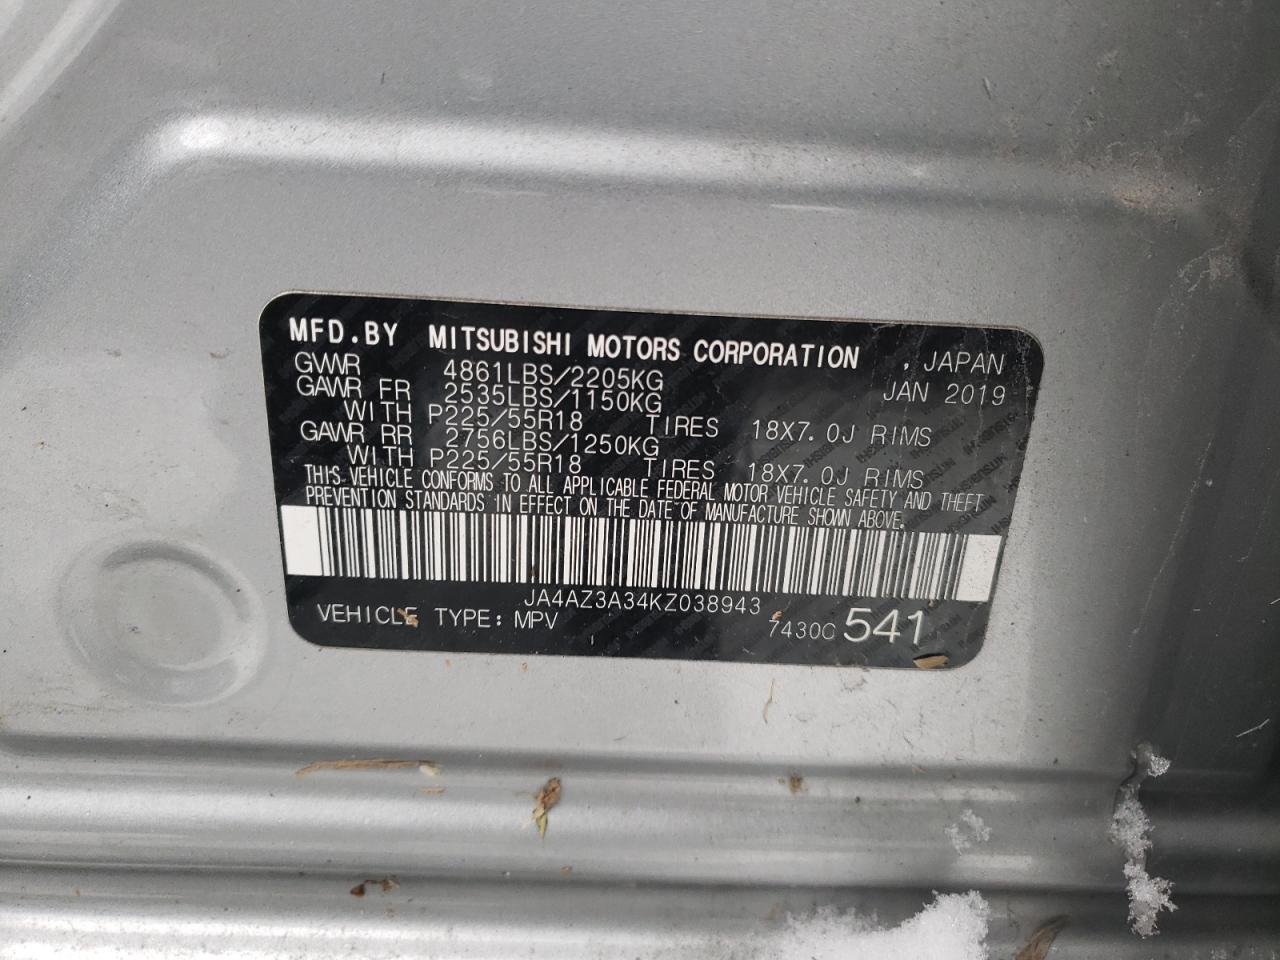 MFD.BY MITSUBISHI MOTORS CORPORATION , JAPAN
GVWR 4861LBS/2205KG JAN 2019
GAWR FR 2535LBS/1150KG
WITH P225/55R18 TIRES 18X7.0J RIMS
GAWR RR 2756LBS/1250KG
WITH P225/55R18 TIRES 18X7.0J RIMS
THIS VEHICLE CONFORMS TO ALL APPLICABLE FEDERAL MOTOR VEHICLE SAFETY AND THEFT
PREVENTION STANDARDS IN EFFECT ON THE DATE OF MANUFACTURE SHOWN ABOVE.
JA4AZ3A34KZ038943
VEHICLE TYPE: MPV 7430C 541